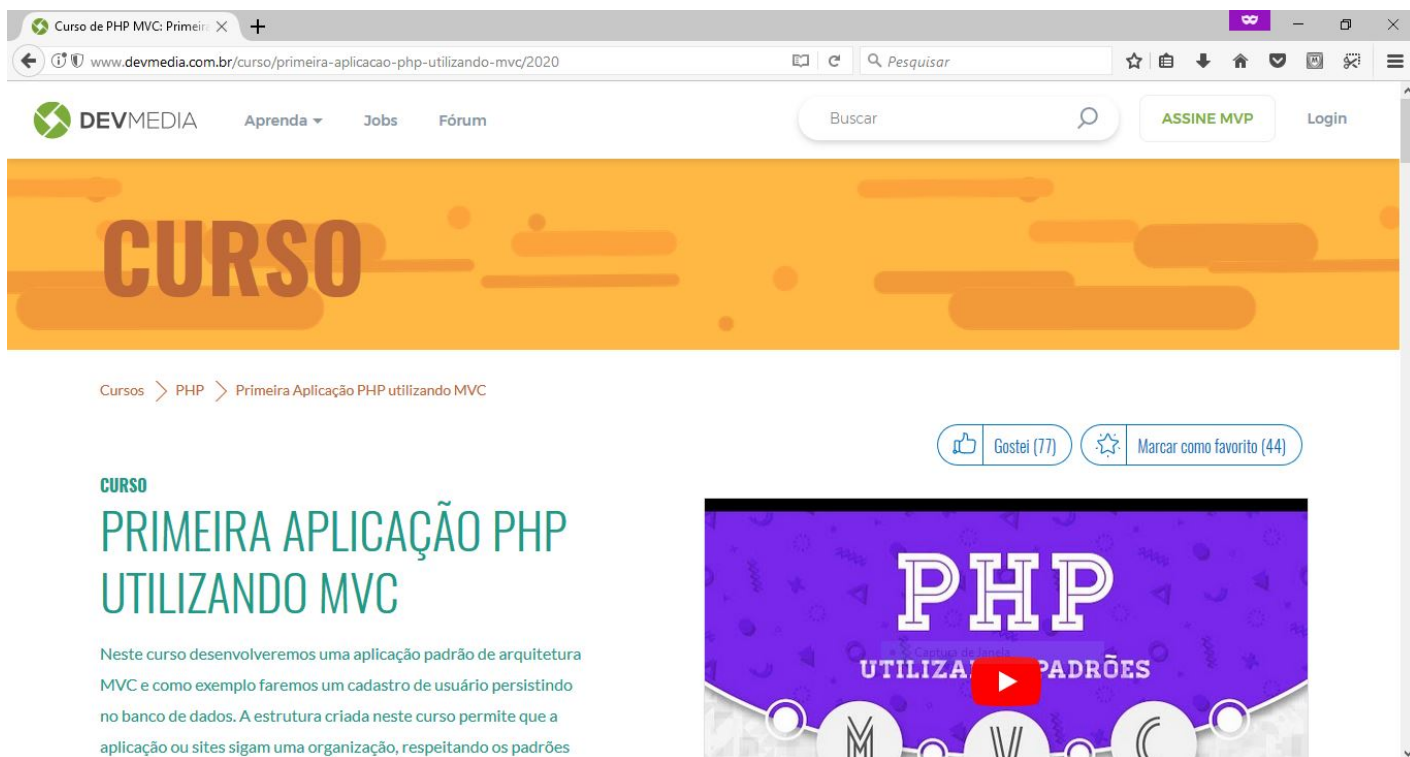 Curso de PHP MVC: Primeir
www.devmedia.com.br/curso/primeira-aplicacao-php-utilizando-mvc/2020
Pesquisar
DEVMEDIA
Aprenda
Jobs
Fórum
Buscar
ASSINE MVP
Login
CURSO
Cursos > PHP > Primeira Aplicação PHP utilizando MVC
Gostei (77)
Marcar como favorito (44)
CURSO
PRIMEIRA APLICAÇÃO PHP
UTILIZANDO MVC
Neste curso desenvolveremos uma aplicação padrão de arquitetura
MVC e como exemplo faremos um cadastro de usuário persistindo
no banco de dados. A estrutura criada neste curso permite que a
aplicação ou sites sigam uma organização, respeitando os padrões
PHP
Captura de Janela
UTILIZA PADRÕES
M V C